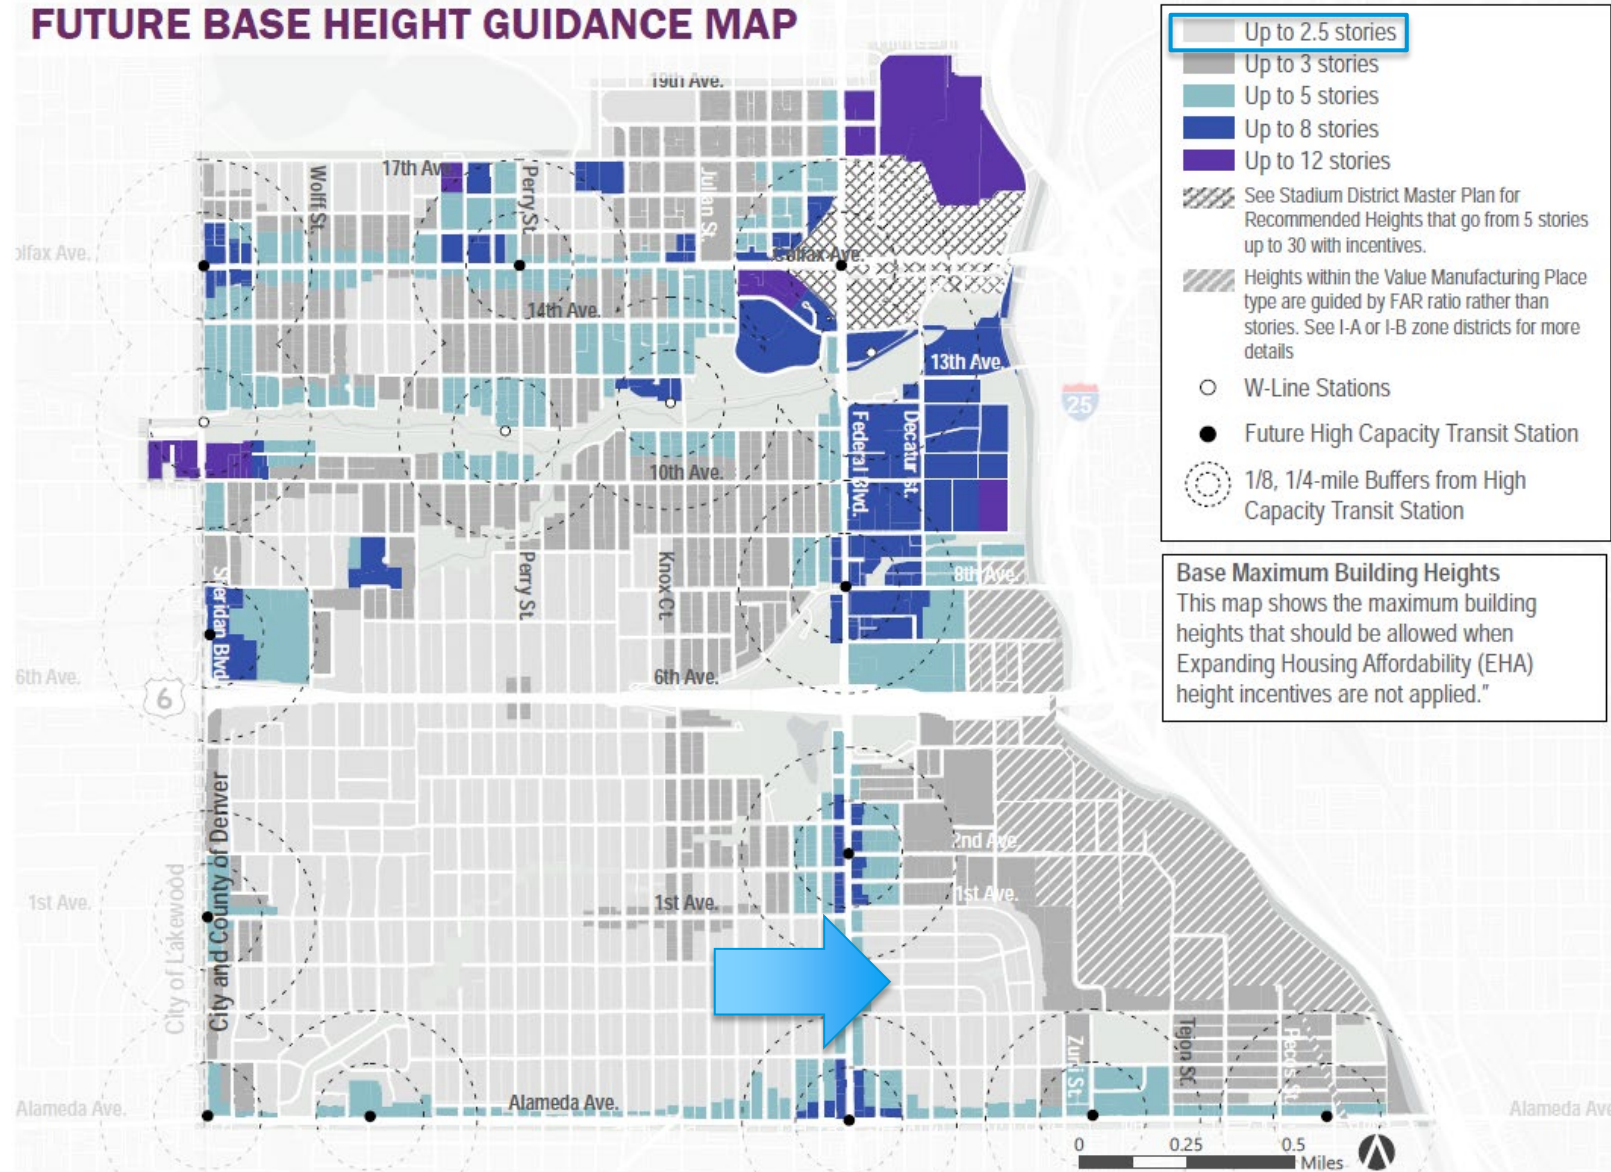 FUTURE BASE HEIGHT GUIDANCE MAP
Up to 2.5 stories
Up to 3 stories
Up to 5 stories
Up to 8 stories
Up to 12 stories
See Stadium District Master Plan for
Recommended Heights that go from 5 stories
up to 30 with incentives.
Heights within the Value Manufacturing Place
type are guided by FAR ratio rather than
stories. See I-A or I-B zone districts for more
details
W-Line Stations
Future High Capacity Transit Station
1/8, 1/4-mile Buffers from High
Capacity Transit Station
Base Maximum Building Heights
This map shows the maximum building
heights that should be allowed when
Expanding Housing Affordability (EHA)
height incentives are not applied.”
19th Ave.
17th Av
Wolff St.
Perry St.
Julian St.
olfax Ave.
Colfax Ave.
14th Ave.
13th Ave.
25
Federal Blvd.
Decatur St.
10th Ave.
Sheridan Blvd
Perry St.
Knox Ct.
8th Ave.
6th Ave.
6th Ave.
6
City of Lakewood
City and County of Denver
2nd Ave.
1st Ave.
1st Ave.
1st Ave.
Zuni St.
Tejon St.
Pecos St.
Alameda Ave.
Alameda Ave.
Alameda Ave
0 0.25 0.5
Miles